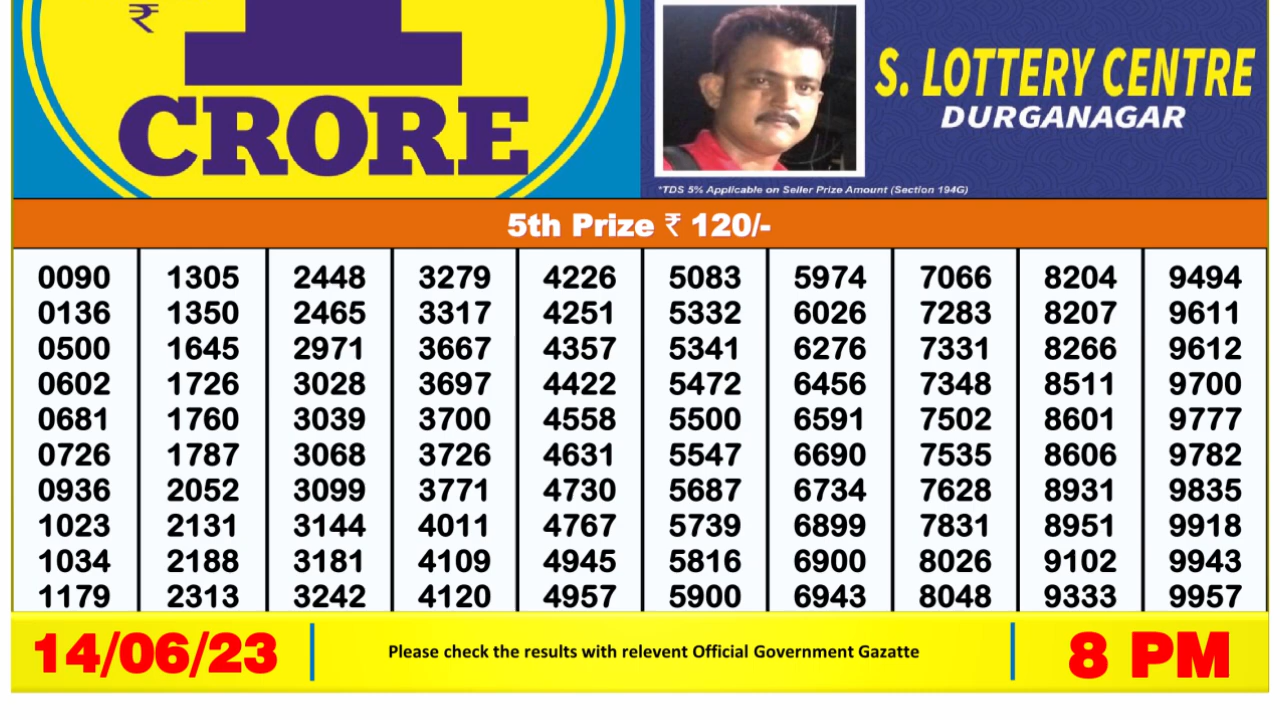 ₹
1
CRORE
S. LOTTERY CENTRE
DURGANAGAR
*TDS 5% Applicable on Seller Prize Amount (Section 194G)
5th Prize ₹ 120/-
0090 1305 2448 3279 4226 5083 5974 7066 8204 9494
0136 1350 2465 3317 4251 5332 6026 7283 8207 9611
0500 1645 2971 3667 4357 5341 6276 7331 8266 9612
0602 1726 3028 3697 4422 5472 6456 7348 8511 9700
0681 1760 3039 3700 4558 5500 6591 7502 8601 9777
0726 1787 3068 3726 4631 5547 6690 7535 8606 9782
0936 2052 3099 3771 4730 5687 6734 7628 8931 9835
1023 2131 3144 4011 4767 5739 6899 7831 8951 9918
1034 2188 3181 4109 4945 5816 6900 8026 9102 9943
1179 2313 3242 4120 4957 5900 6943 8048 9333 9957
14/06/23 Please check the results with relevent Official Government Gazatte 8 PM